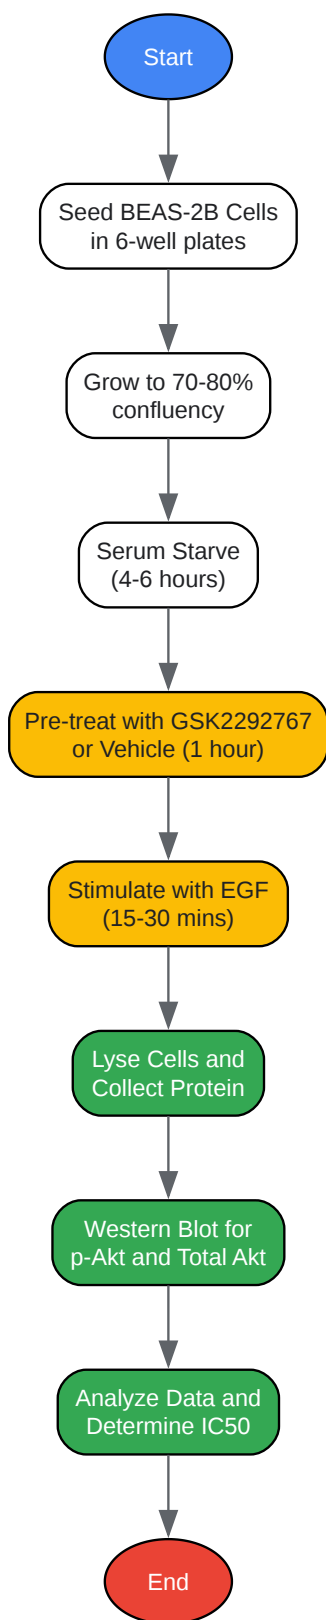 Start
Seed BEAS-2B Cells
in 6-well plates
Grow to 70-80%
confluency
Serum Starve
(4-6 hours)
Pre-treat with GSK2292767
or Vehicle (1 hour)
Stimulate with EGF
(15-30 mins)
Lyse Cells and
Collect Protein
Western Blot for
p-Akt and Total Akt
Analyze Data and
Determine IC50
End